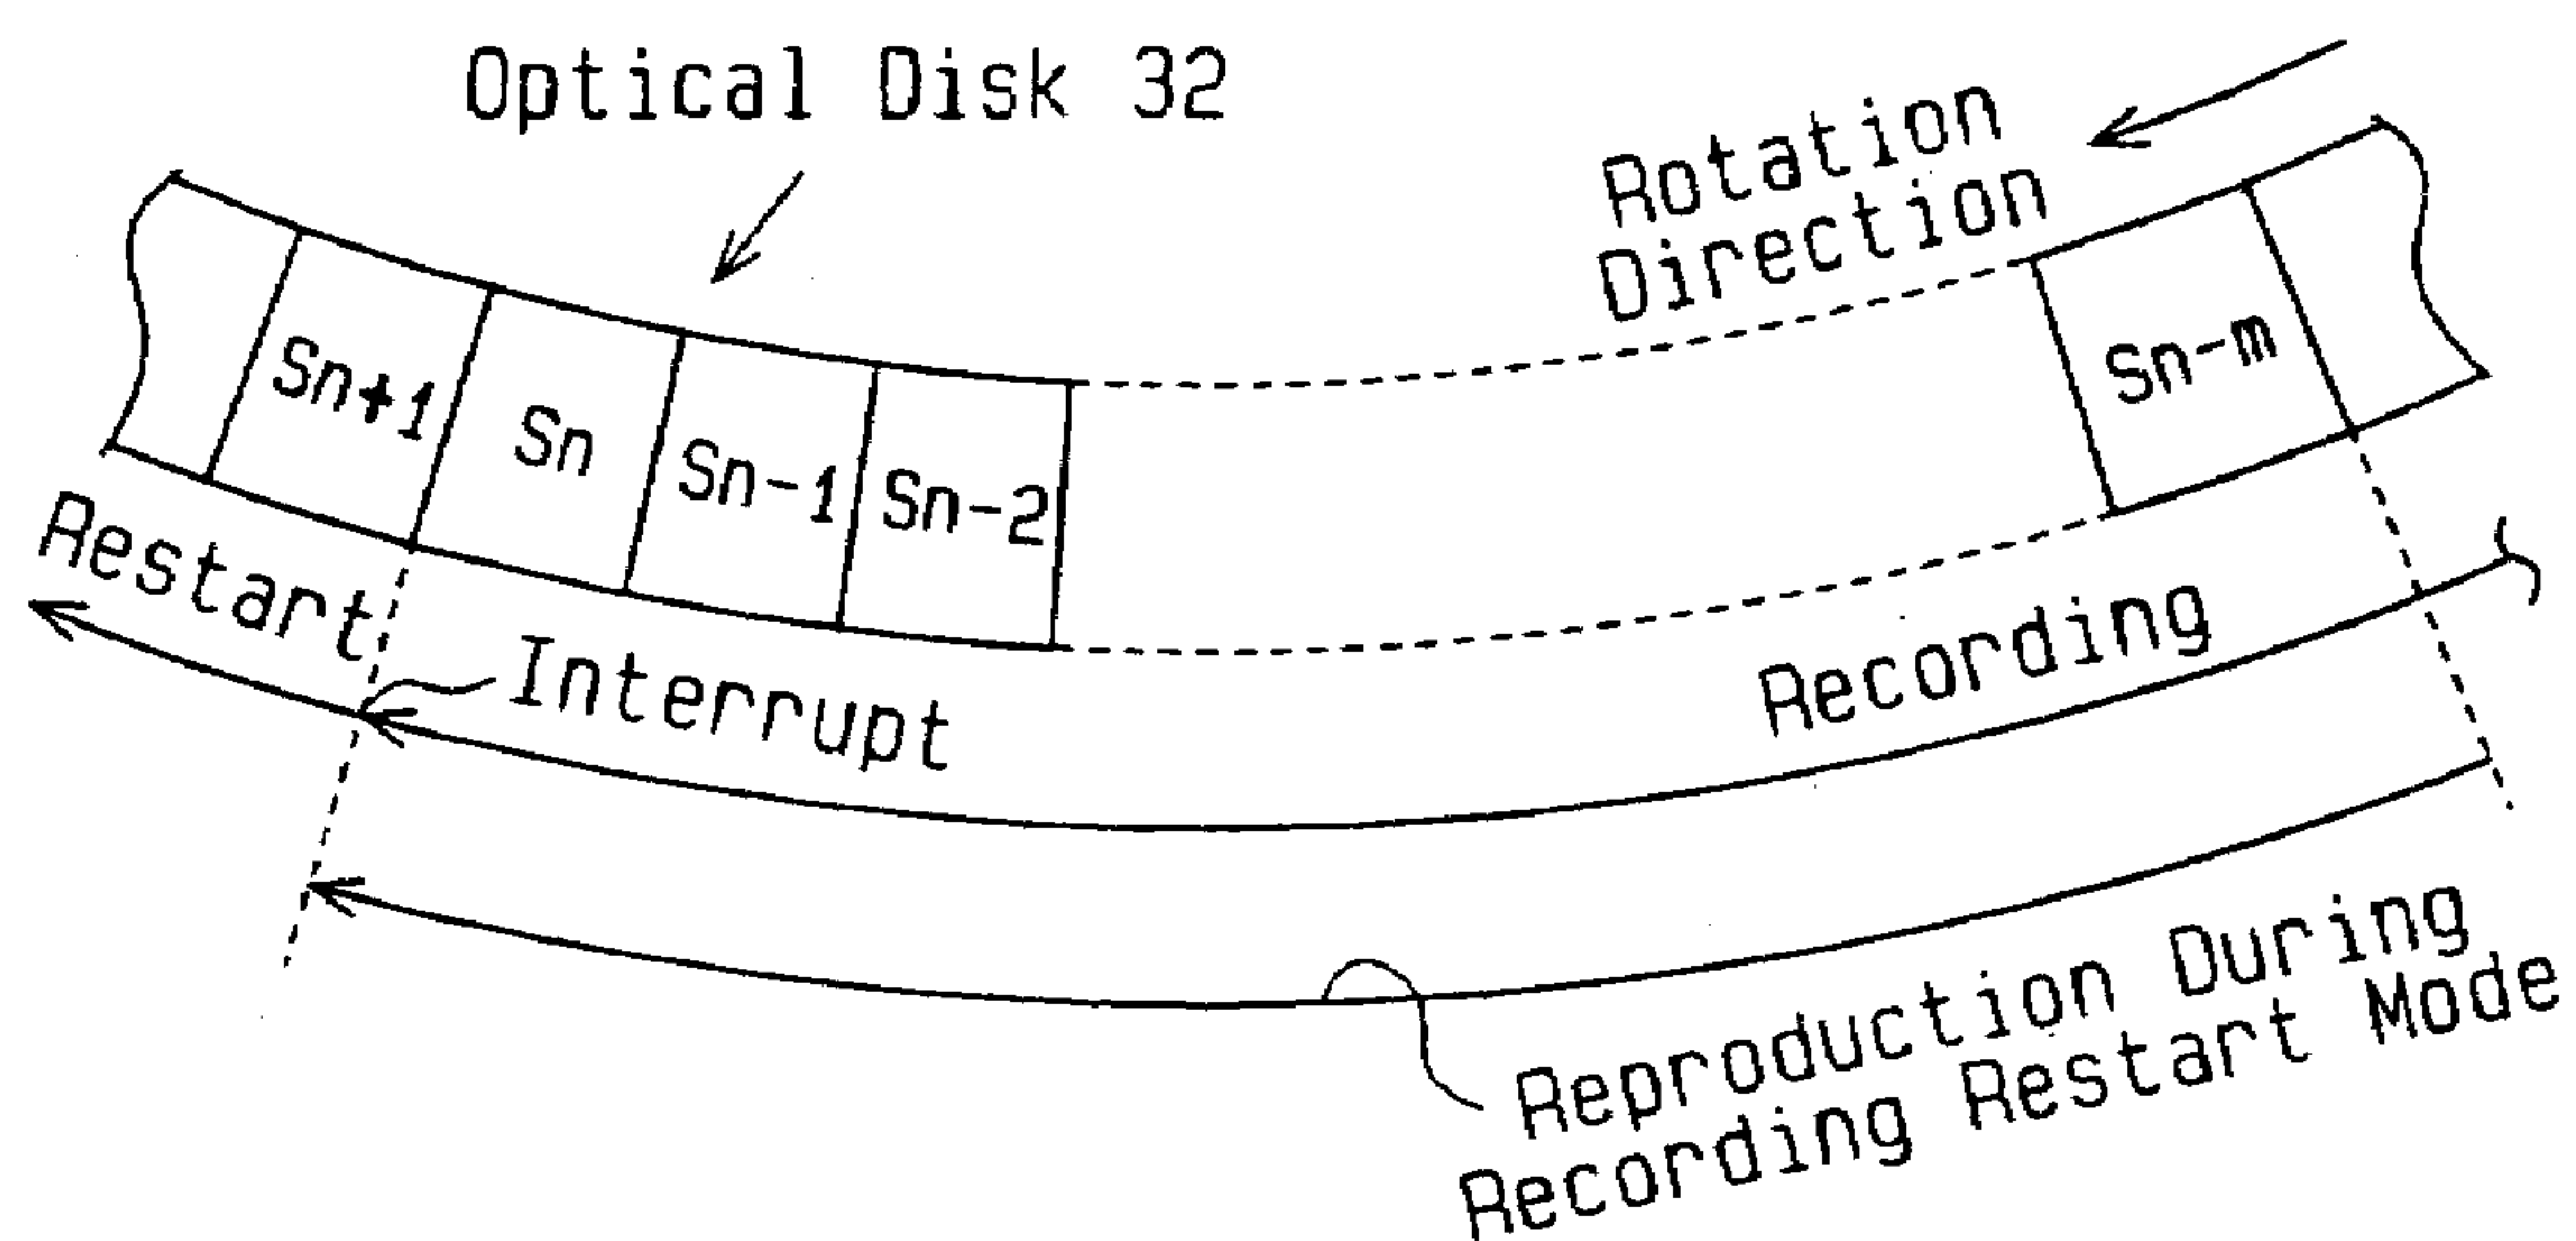 Optical Disk 32
Rotation
Direction
Sn+1
Sn
Sn-1
Sn-2
Sn-m
Restart
Interrupt
Recording
Reproduction During
Recording Restart Mode